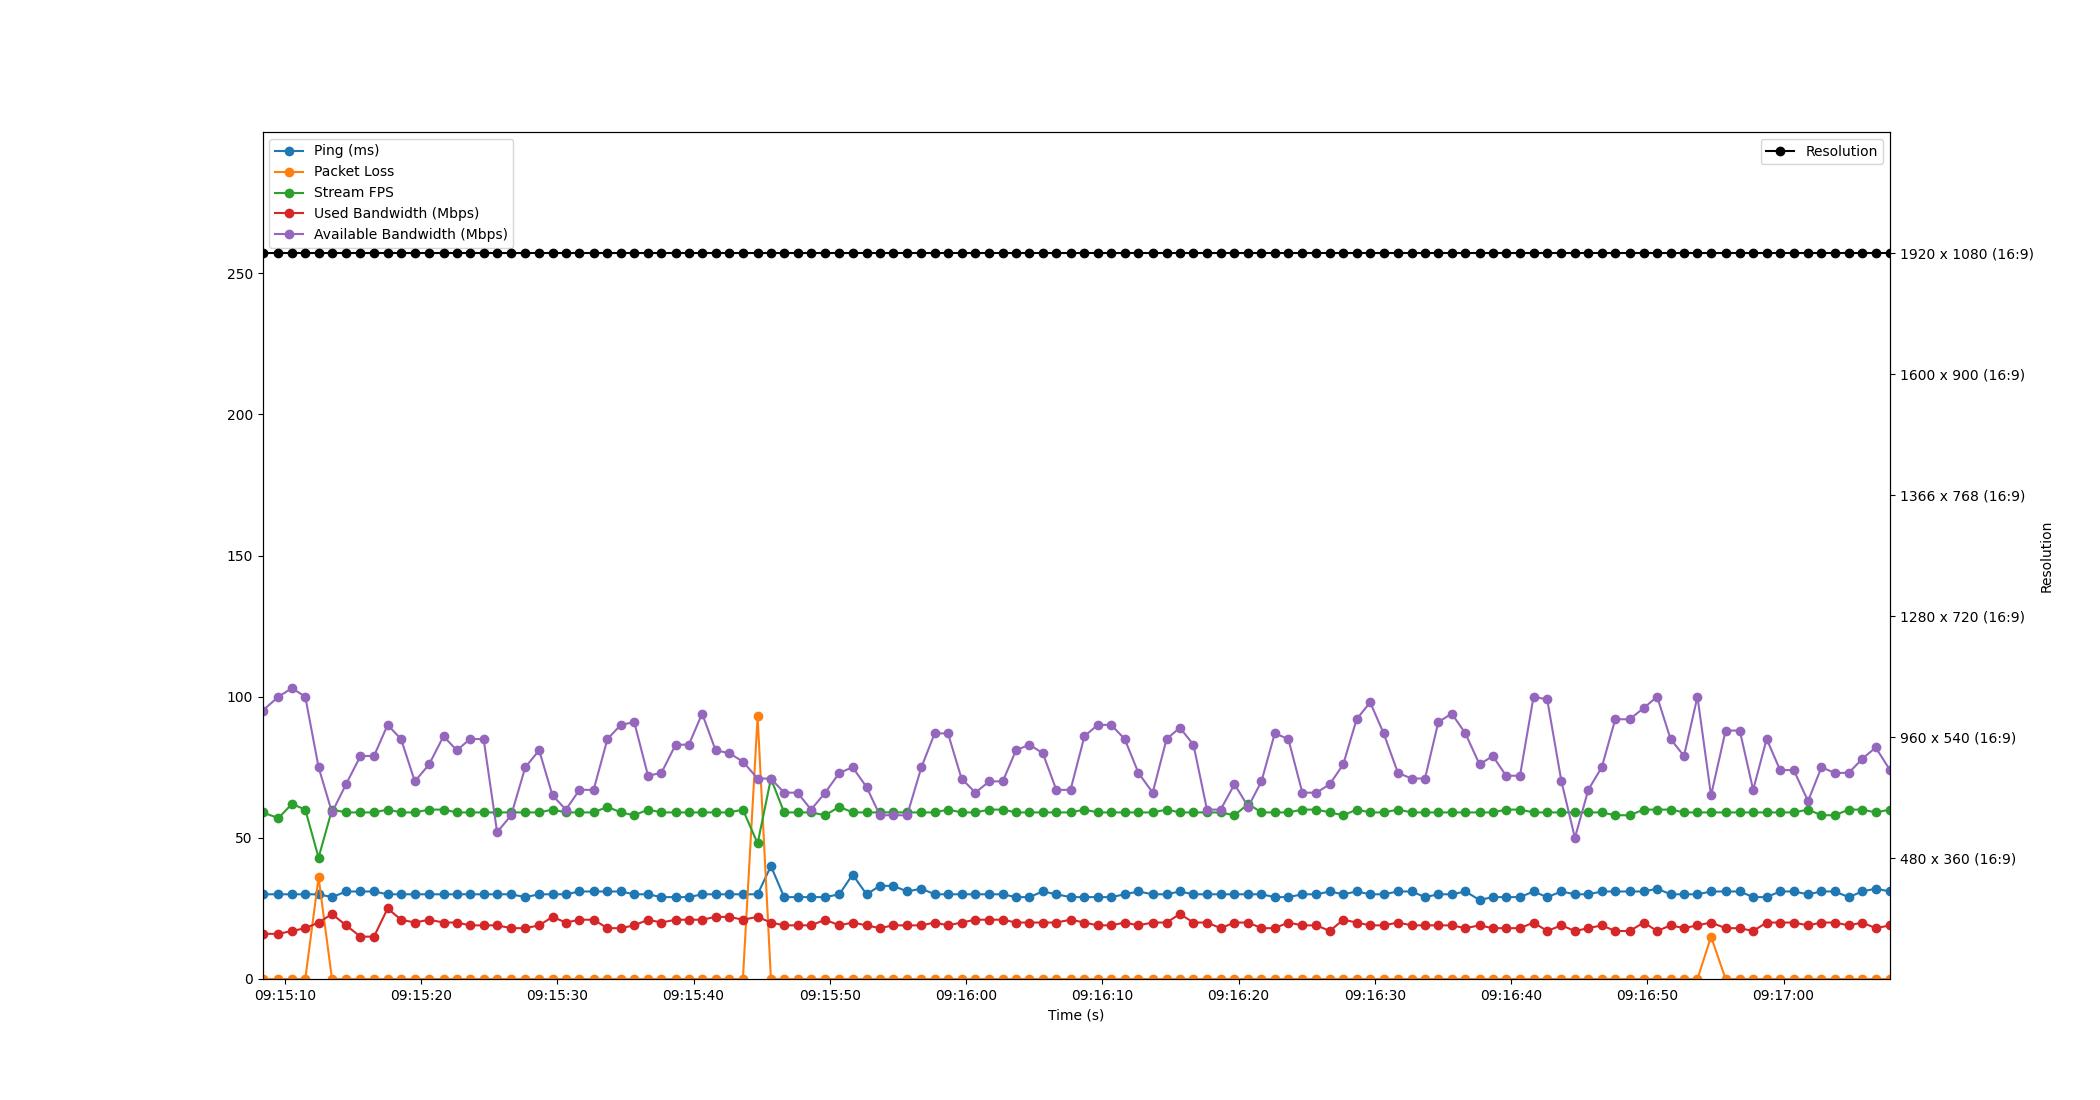 Ping (ms)
Packet Loss
Stream FPS
Used Bandwidth (Mbps)
Available Bandwidth (Mbps)
Resolution
250
200
150
100
50
0
1920 x 1080 (16:9)
1600 x 900 (16:9)
1366 x 768 (16:9)
1280 x 720 (16:9)
960 x 540 (16:9)
480 x 360 (16:9)
Resolution
09:15:10 09:15:20 09:15:30 09:15:40 09:15:50 09:16:00 09:16:10 09:16:20 09:16:30 09:16:40 09:16:50 09:17:00
Time (s)